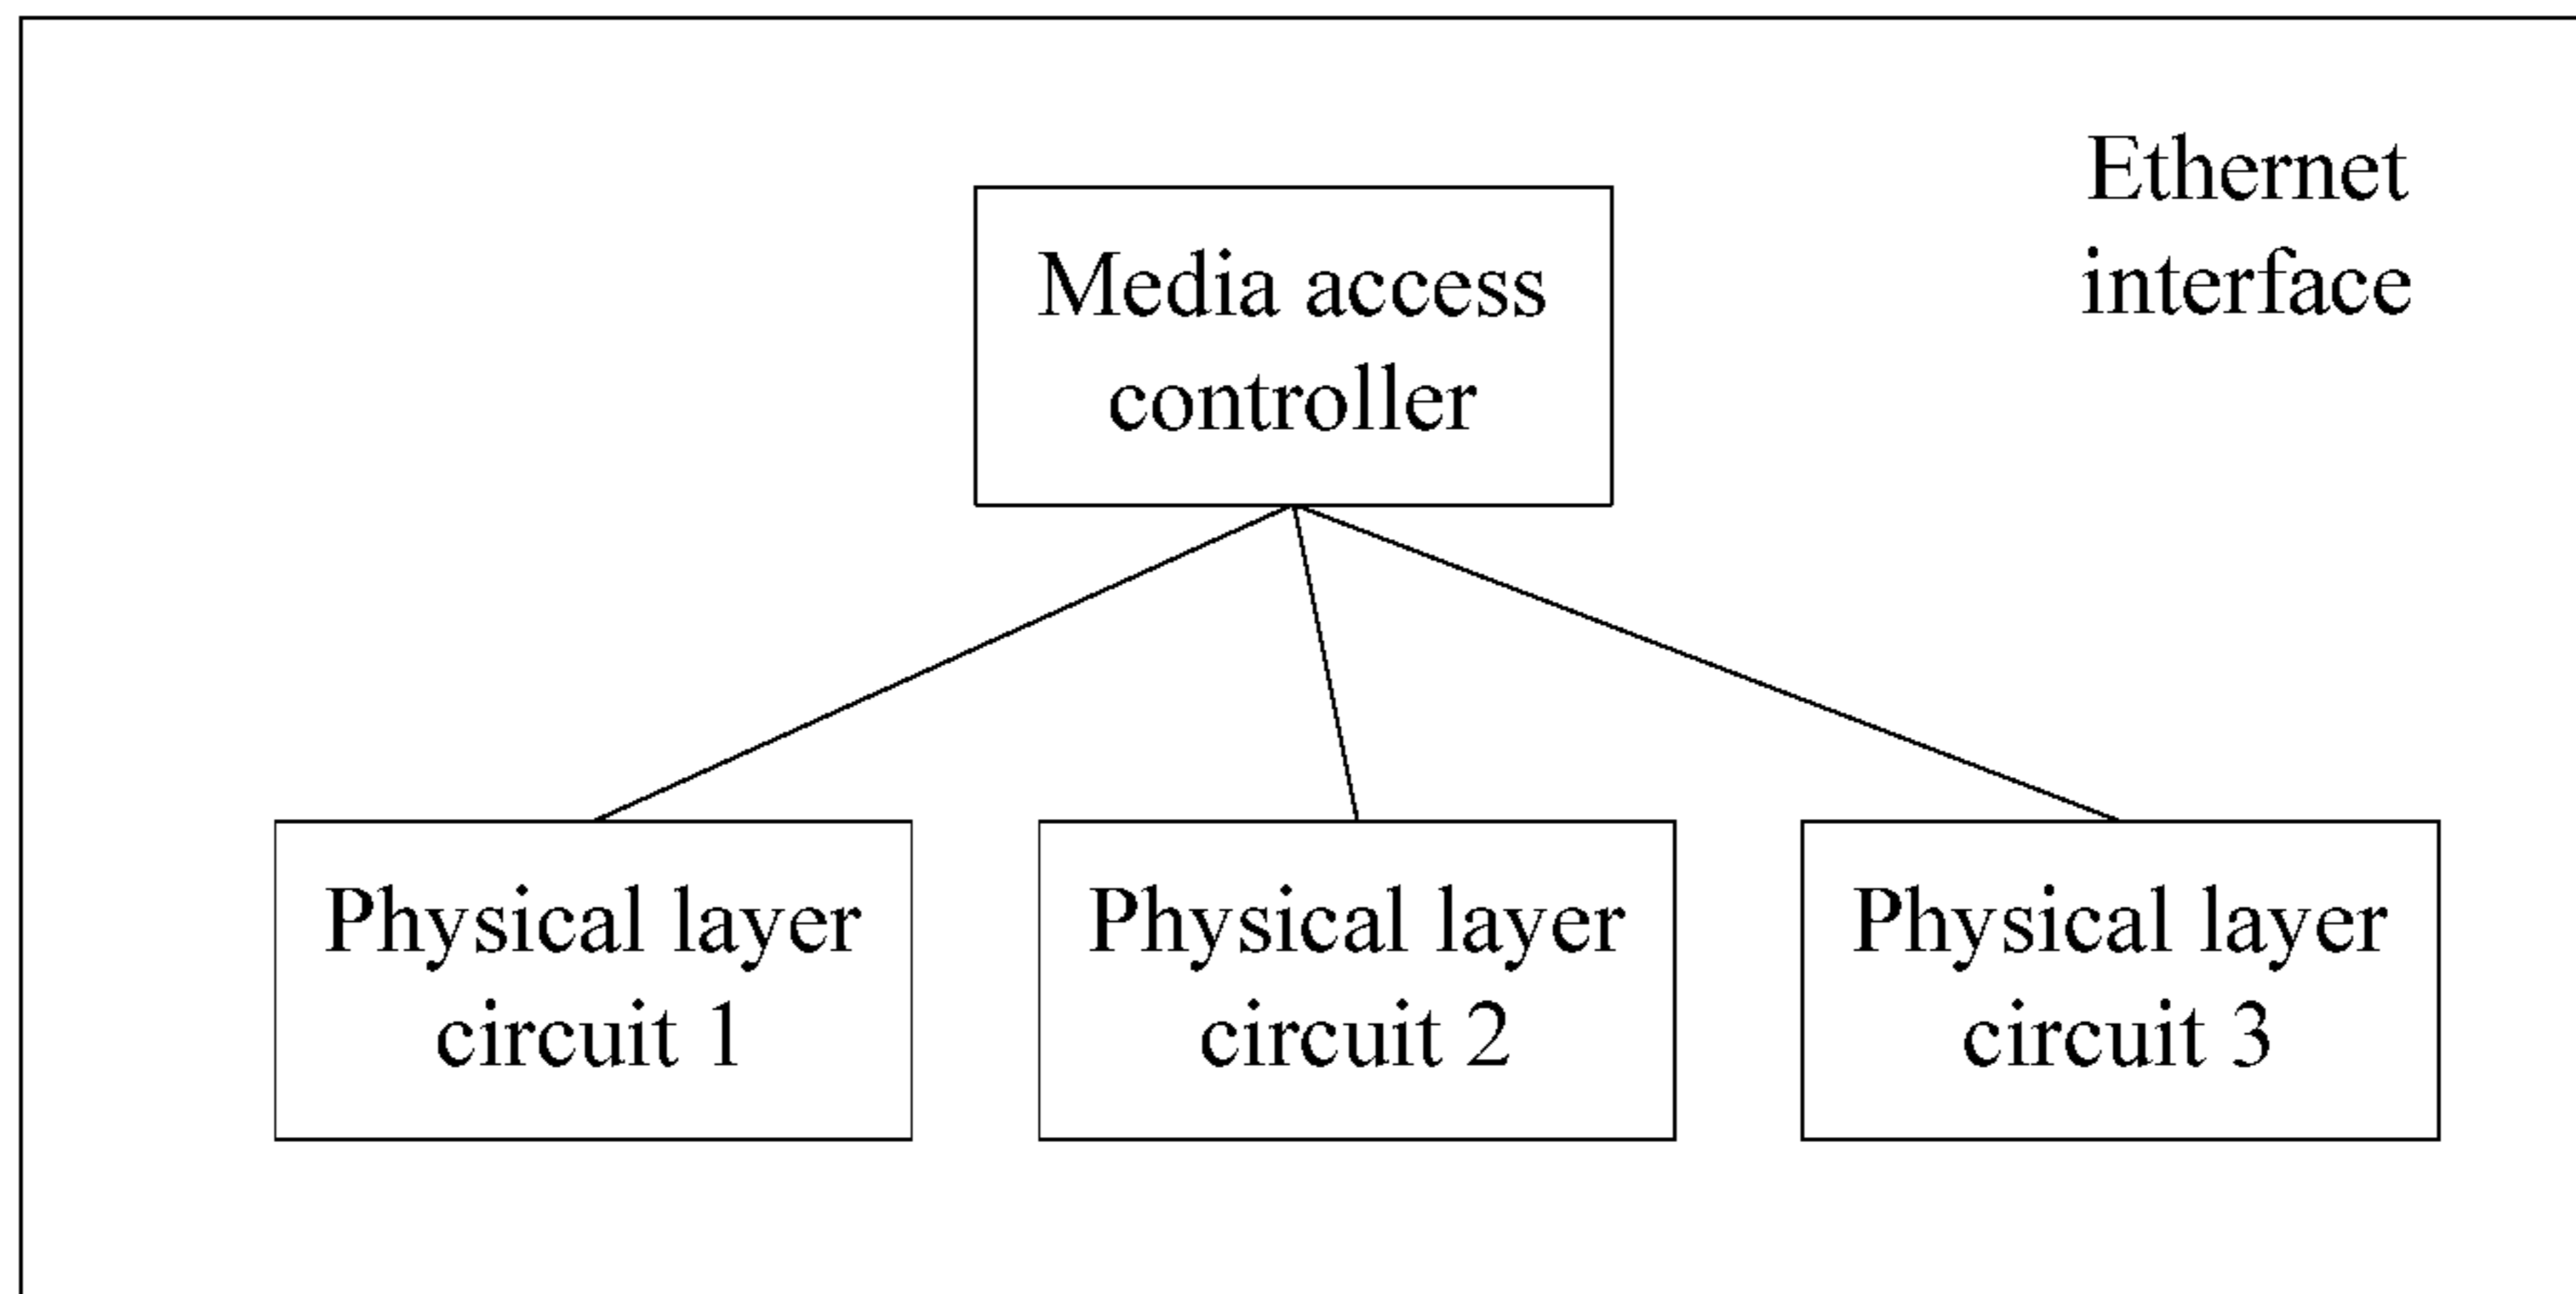 Ethernet
interface
Media access
controller
Physical layer
circuit 1
Physical layer
circuit 2
Physical layer
circuit 3